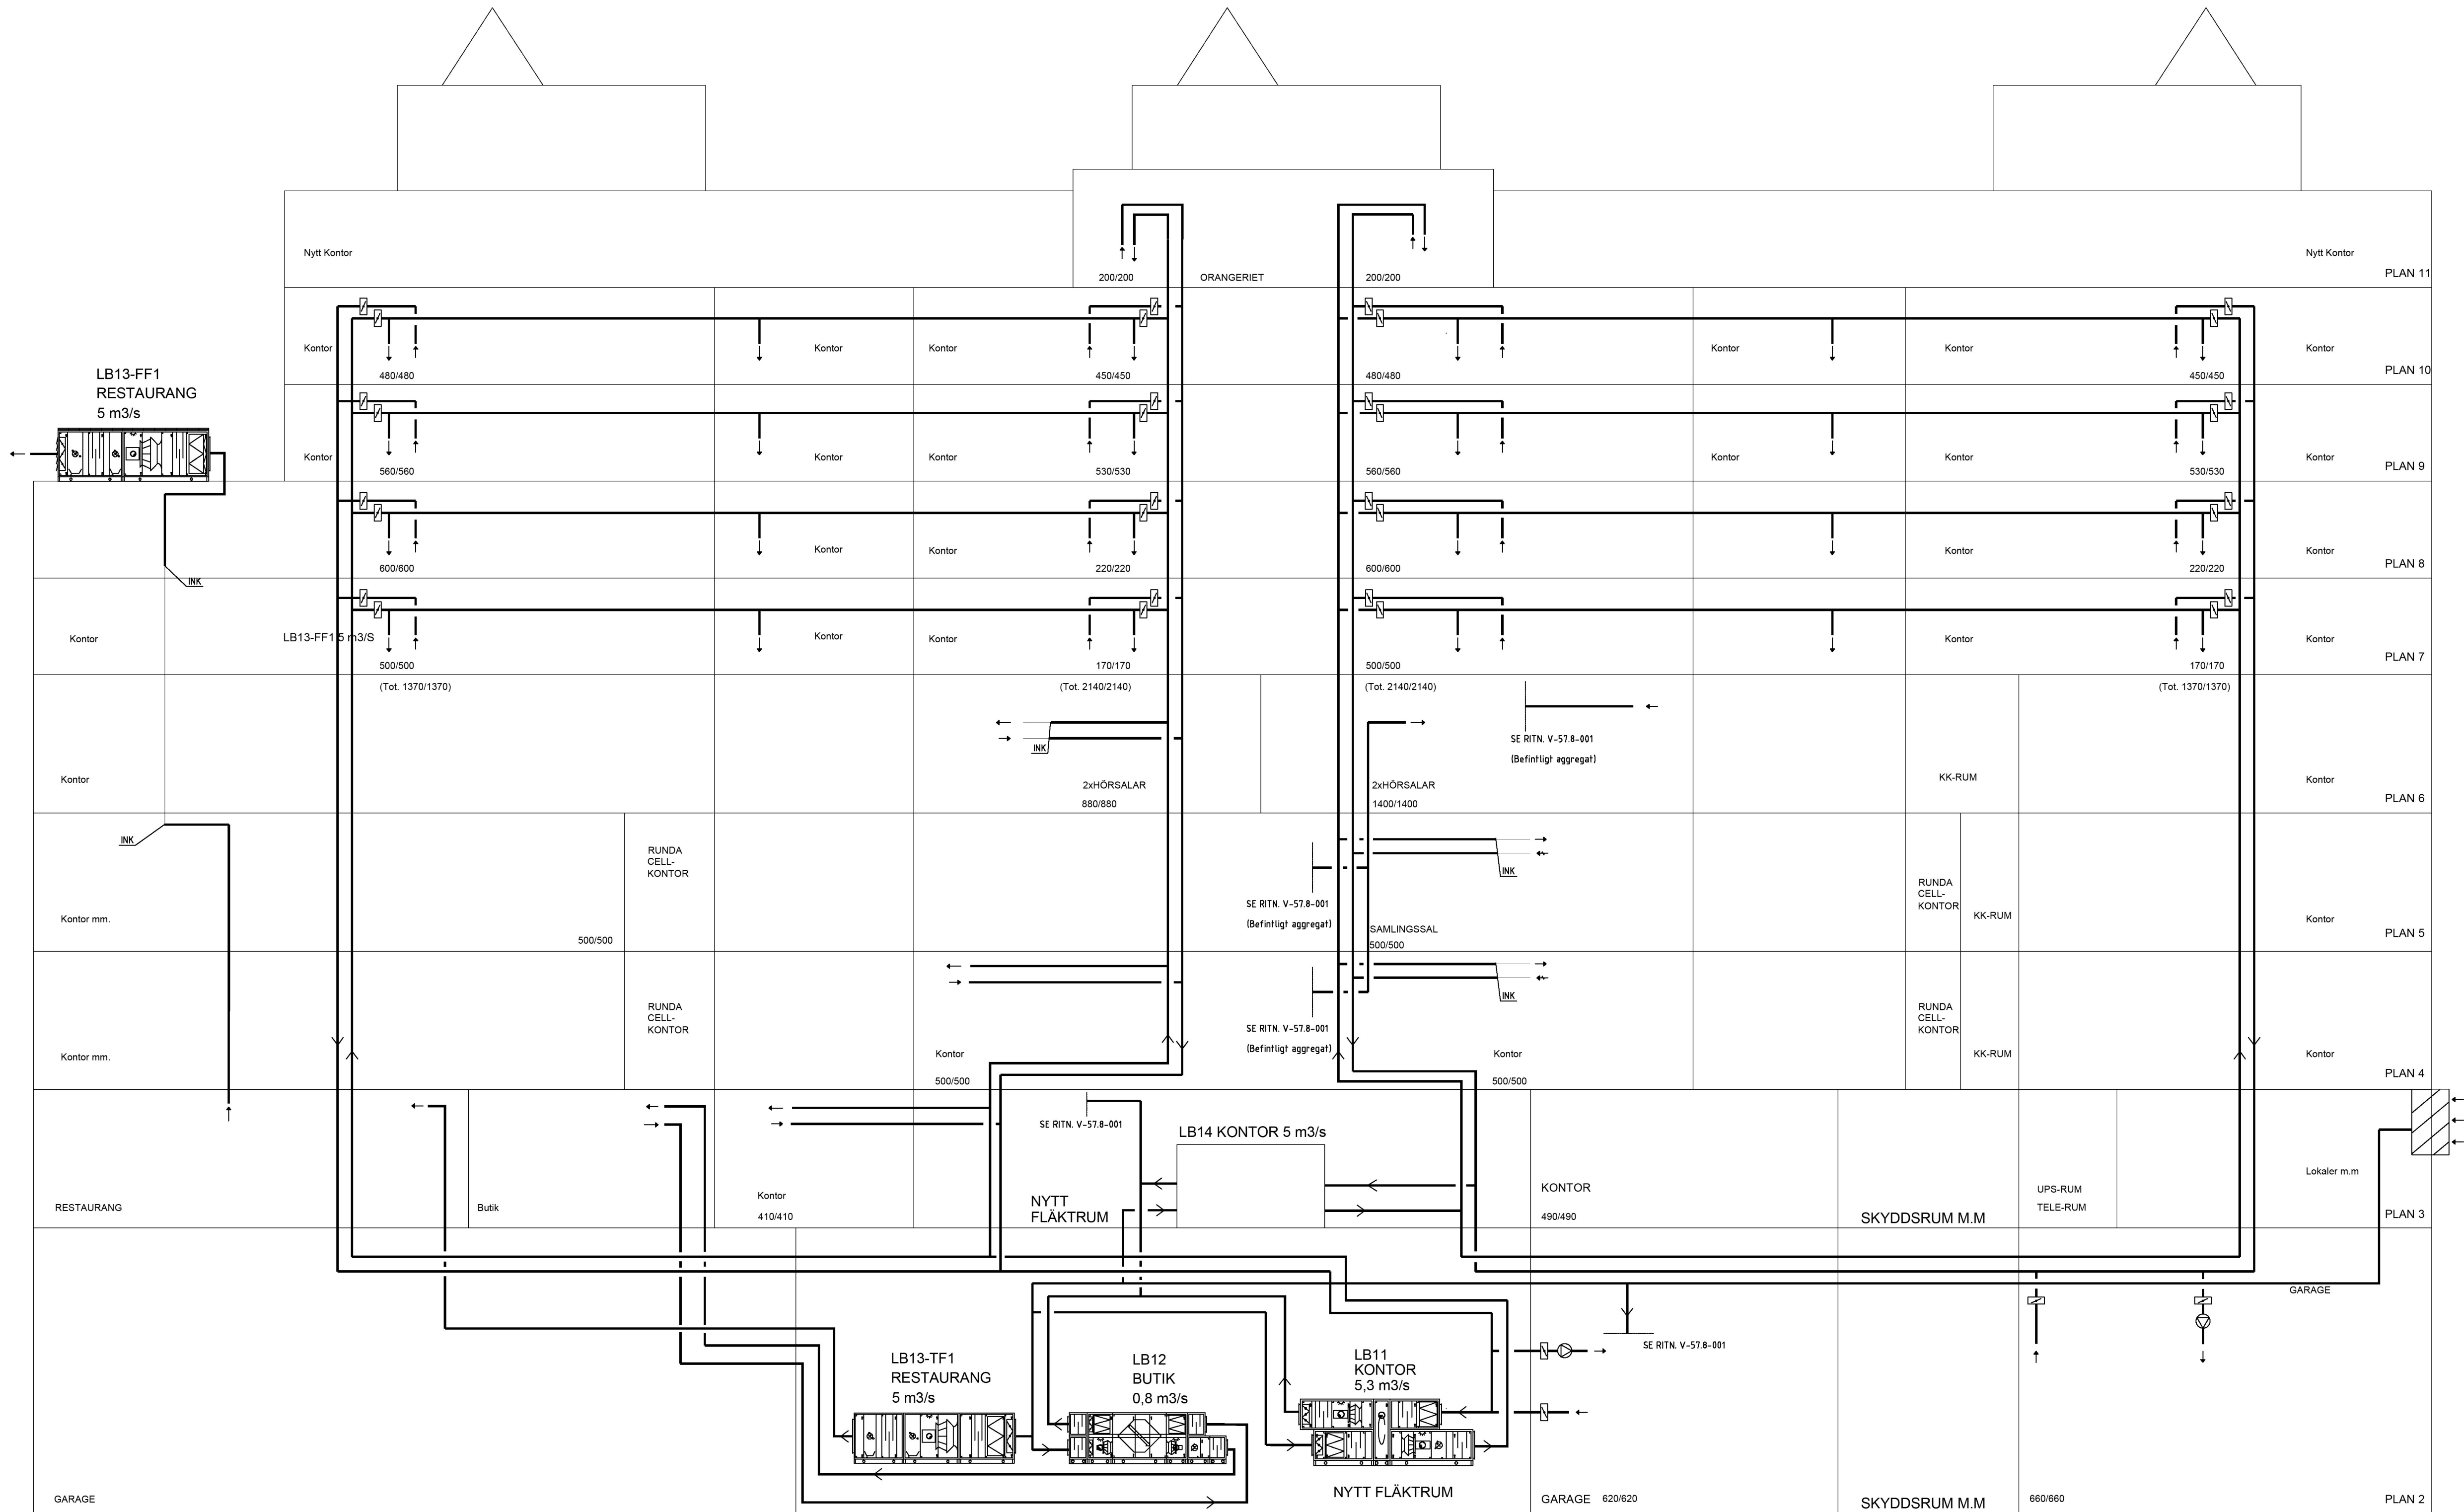 Nytt Kontor
Nytt Kontor
200/200
ORANGERIET
200/200
PLAN 11
Kontor
Kontor
Kontor
Kontor
Kontor
Kontor
480/480
450/450
480/480
450/450
PLAN 10
LB13-FF1
RESTAURANG
5 m3/s
Kontor
Kontor
Kontor
Kontor
Kontor
Kontor
560/560
530/530
560/560
530/530
PLAN 9
Kontor
Kontor
Kontor
Kontor
600/600
220/220
600/600
220/220
PLAN 8
INK
Kontor
LB13-FF1 5 m3/S
Kontor
Kontor
Kontor
Kontor
500/500
170/170
500/500
170/170
PLAN 7
(Tot. 1370/1370)
(Tot. 2140/2140)
(Tot. 2140/2140)
(Tot. 1370/1370)
INK
SE RITN. V-57.8-001
(Befintligt aggregat)
Kontor
2xHÖRSALAR
880/880
2xHÖRSALAR
1400/1400
KK-RUM
Kontor
PLAN 6
INK
RUNDA
CELL-
KONTOR
INK
SE RITN. V-57.8-001
(Befintligt aggregat)
RUNDA
CELL-
KONTOR
KK-RUM
Kontor mm.
500/500
SAMLINGSSAL
500/500
Kontor
PLAN 5
RUNDA
CELL-
KONTOR
INK
SE RITN. V-57.8-001
(Befintligt aggregat)
RUNDA
CELL-
KONTOR
KK-RUM
Kontor mm.
Kontor
500/500
Kontor
500/500
Kontor
PLAN 4
SE RITN. V-57.8-001
LB14 KONTOR 5 m3/s
RESTAURANG
Butik
Kontor
410/410
NYTT
FLÄKTRUM
KONTOR
490/490
SKYDDSRUM M.M
UPS-RUM
TELE-RUM
Lokaler m.m
PLAN 3
GARAGE
SE RITN. V-57.8-001
LB13-TF1
RESTAURANG
5 m3/s
LB12
BUTIK
0,8 m3/s
LB11
KONTOR
5,3 m3/s
GARAGE
NYTT FLÄKTRUM
GARAGE 620/620
SKYDDSRUM M.M
660/660
PLAN 2